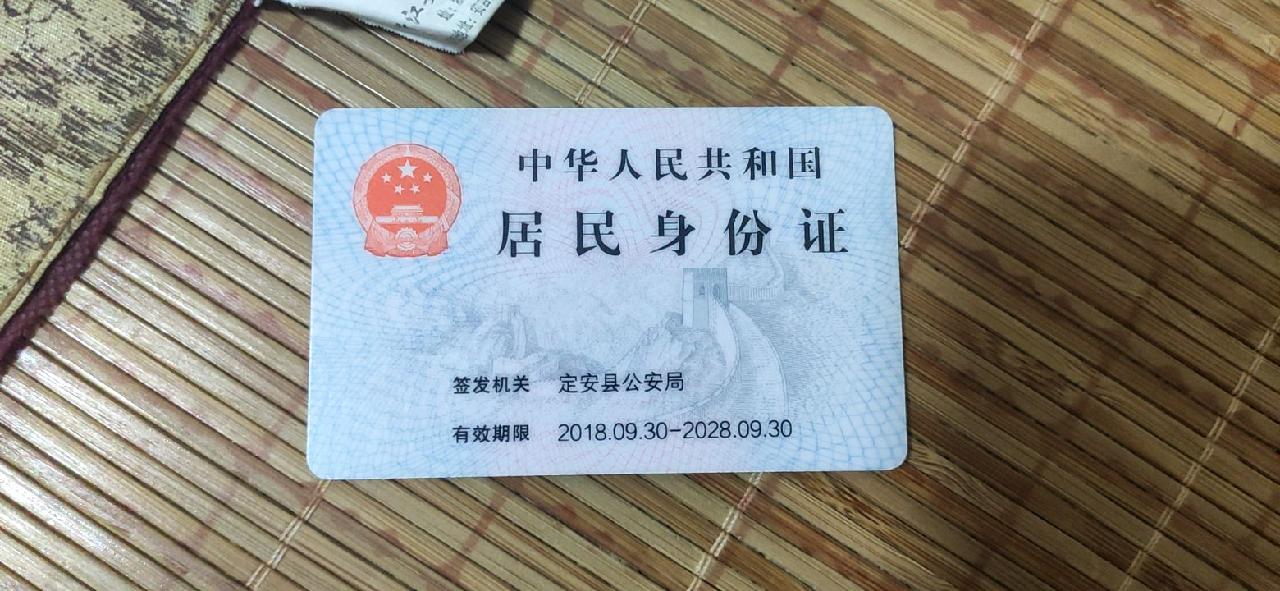 中华人民共和国
居民身份证
签发机关 定安县公安局
有效期限 2018.09.30-2028.09.30